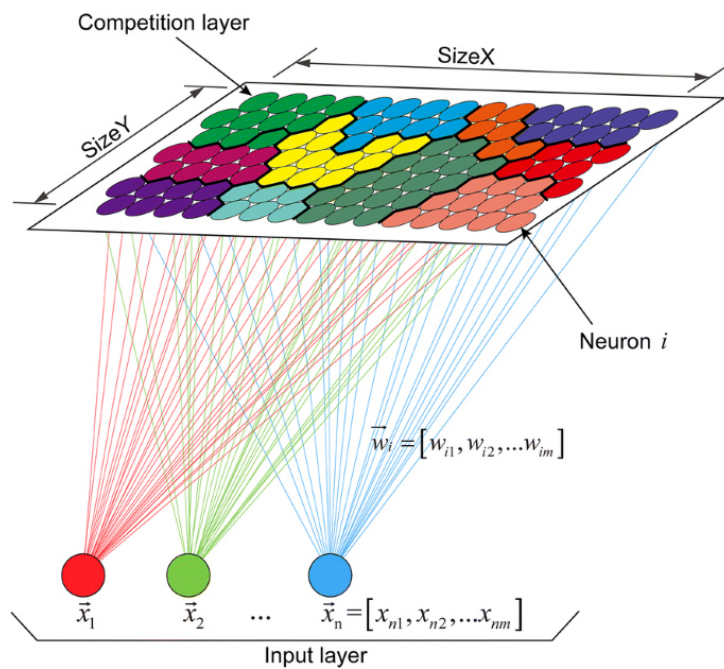 Competition layer
SizeX
SizeY
Neuron i
w⃗ᵢ = [wᵢ₁, wᵢ₂, ...wᵢₘ]
x⃗₁ x⃗₂ ... x⃗ₙ = [xₙ₁, xₙ₂, ...xₙₘ]
Input layer